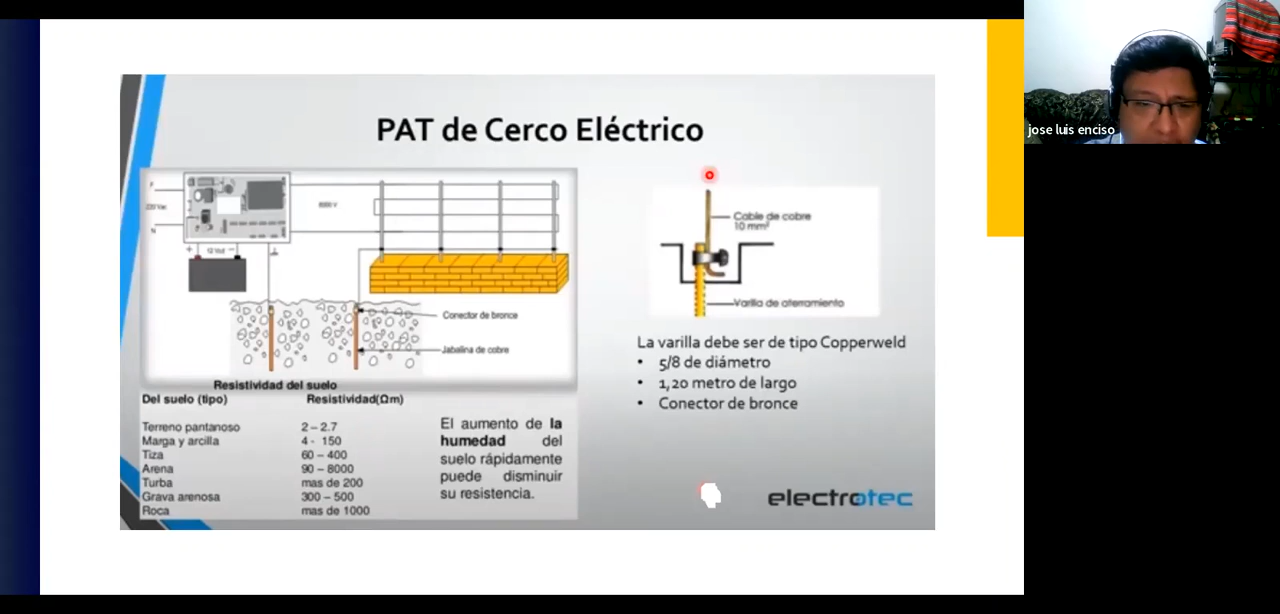 jose luis enciso
PAT de Cerco Eléctrico
F
220 Vac
N
8000 V
+ 12 Volt –
Conector de bronce
Jabalina de cobre
Cable de cobre
10 mm²
Varilla de aterramiento
Resistividad del suelo
Del suelo (tipo) Resistividad(Ωm)
Terreno pantanoso 2 – 2.7
Marga y arcilla 4 - 150
Tiza 60 – 400
Arena 90 – 8000
Turba mas de 200
Grava arenosa 300 – 500
Roca mas de 1000
El aumento de la
humedad del
suelo rápidamente
puede disminuir
su resistencia.
La varilla debe ser de tipo Copperweld
• 5/8 de diámetro
• 1,20 metro de largo
• Conector de bronce
electrotec